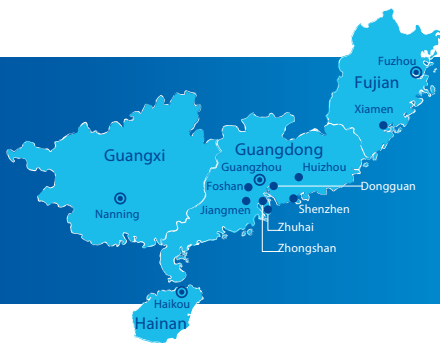 Fuzhou
Fujian
Xiamen
Guangxi
Guangdong
Guangzhou
Huizhou
Foshan
Dongguan
Nanning
Jiangmen
Shenzhen
Zhuhai
Zhongshan
Haikou
Hainan